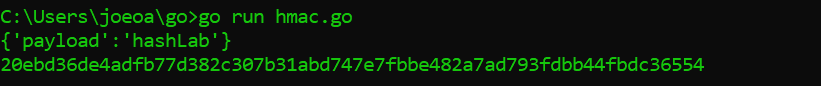 C:\Users\joeoa\go>go run hmac.go
{'payload':'hashLab'}
20ebd36de4adfb77d382c307b31abd747e7fbbe482a7ad793fdbb44fbdc36554